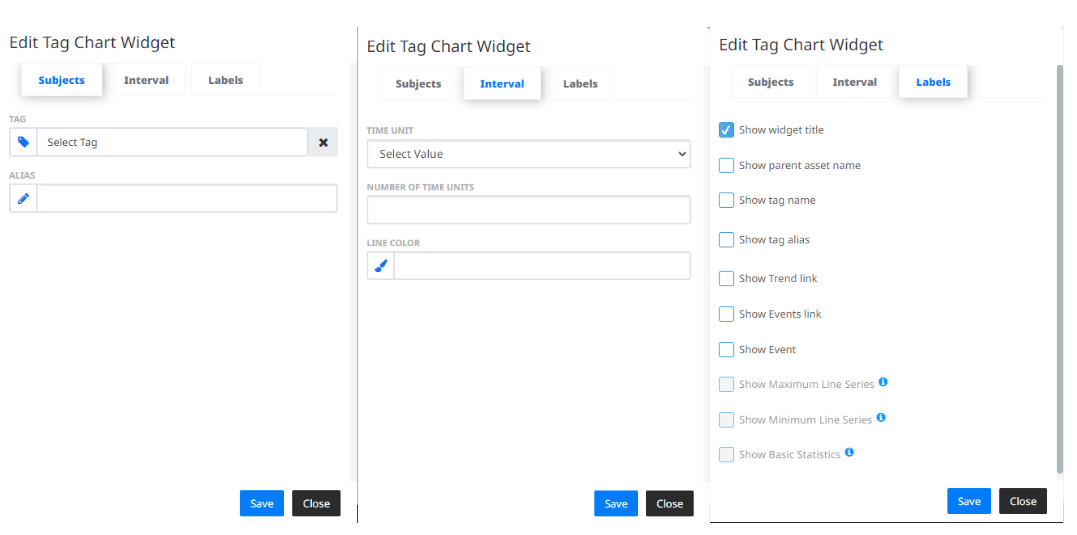 Edit Tag Chart Widget
Subjects Interval Labels
TAG
Select Tag
ALIAS
Save Close
Edit Tag Chart Widget
Subjects Interval Labels
TIME UNIT
Select Value
NUMBER OF TIME UNITS
LINE COLOR
Save Close
Edit Tag Chart Widget
Subjects Interval Labels
Show widget title
Show parent asset name
Show tag name
Show tag alias
Show Trend link
Show Events link
Show Event
Show Maximum Line Series
Show Minimum Line Series
Show Basic Statistics
Save Close